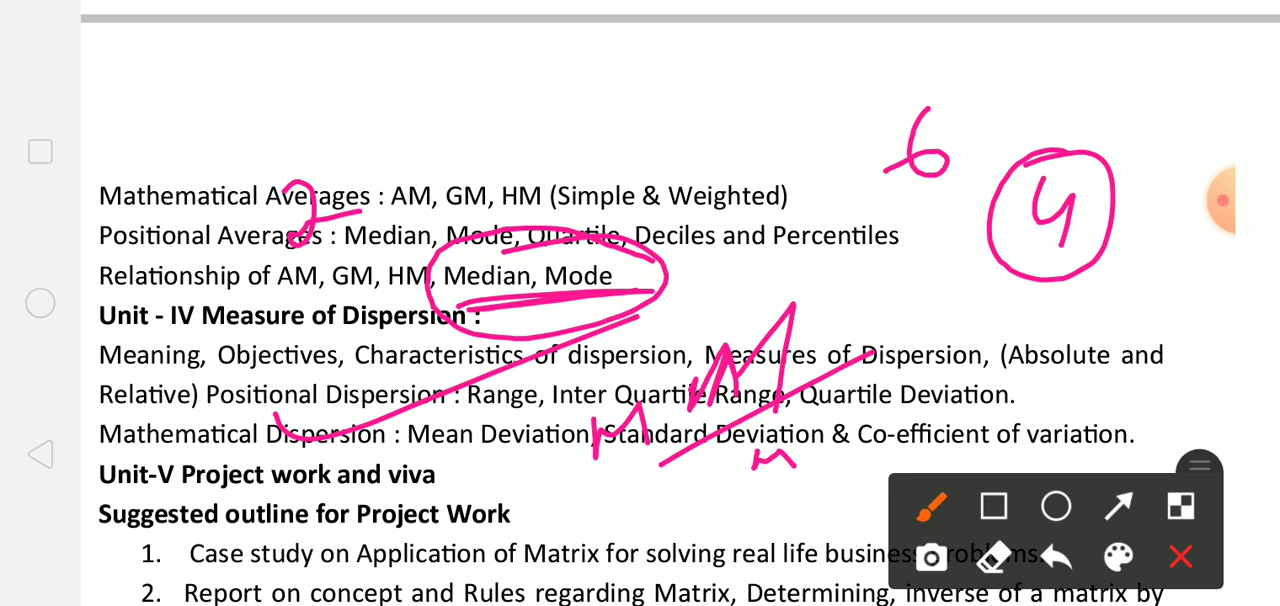 6
4
Mathematical Averages : AM, GM, HM (Simple & Weighted)
2
Positional Averages : Median, Mode, Quartile, Deciles and Percentiles
Relationship of AM, GM, HM, Median, Mode
Unit - IV Measure of Dispersion :
Meaning, Objectives, Characteristics of dispersion, Measures of Dispersion, (Absolute and
Relative) Positional Dispersion : Range, Inter Quartile Range, Quartile Deviation.
M
M
m
Mathematical Dispersion : Mean Deviation, Standard Deviation & Co-efficient of variation.
Unit-V Project work and viva
Suggested outline for Project Work
1. Case study on Application of Matrix for solving real life business problems.
2. Report on concept and Rules regarding Matrix, Determining, inverse of a matrix by